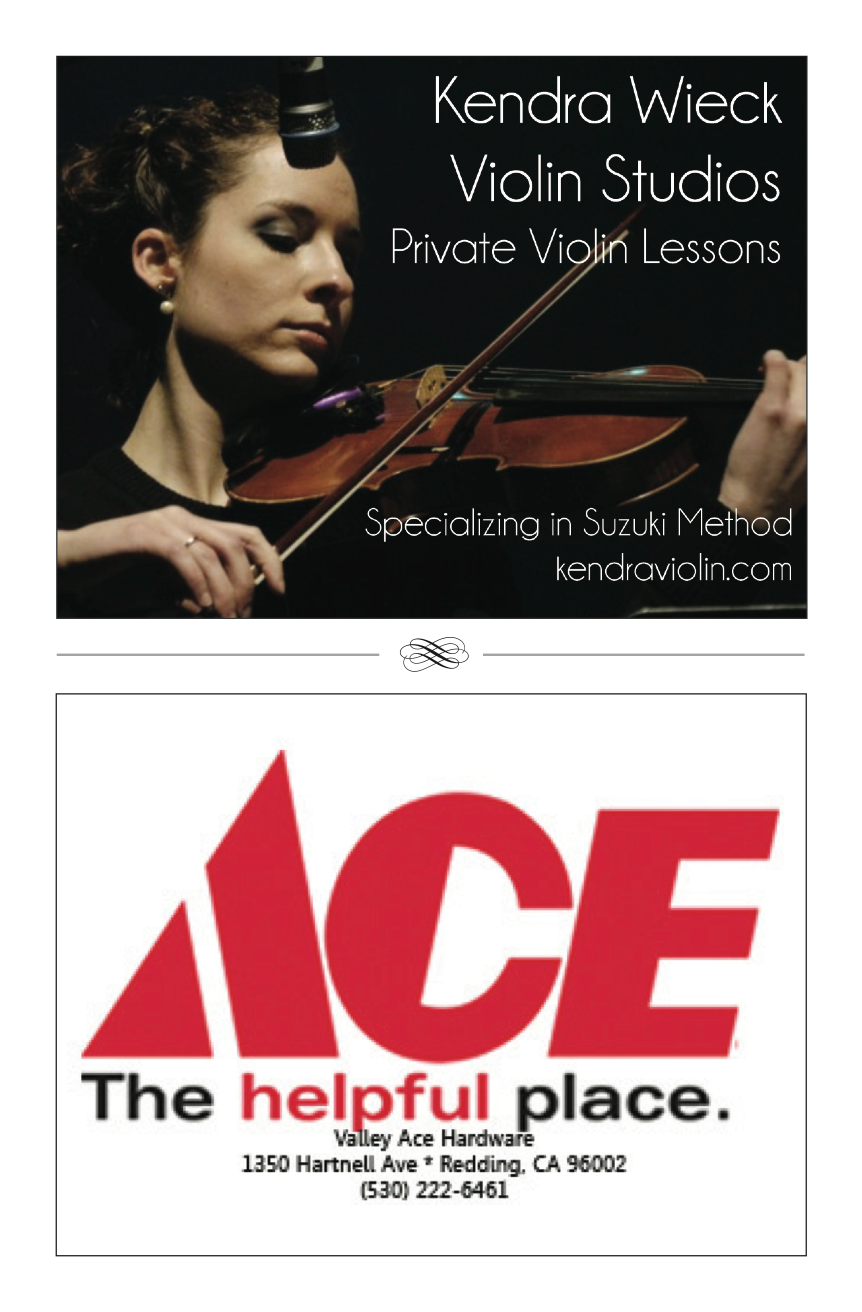 Kendra Wieck
Violin Studios
Private Violin Lessons
Specializing in Suzuki Method
kendraviolin.com
ACE
The helpful place.
Valley Ace Hardware
1350 Hartnell Ave * Redding, CA 96002
(530) 222-6461